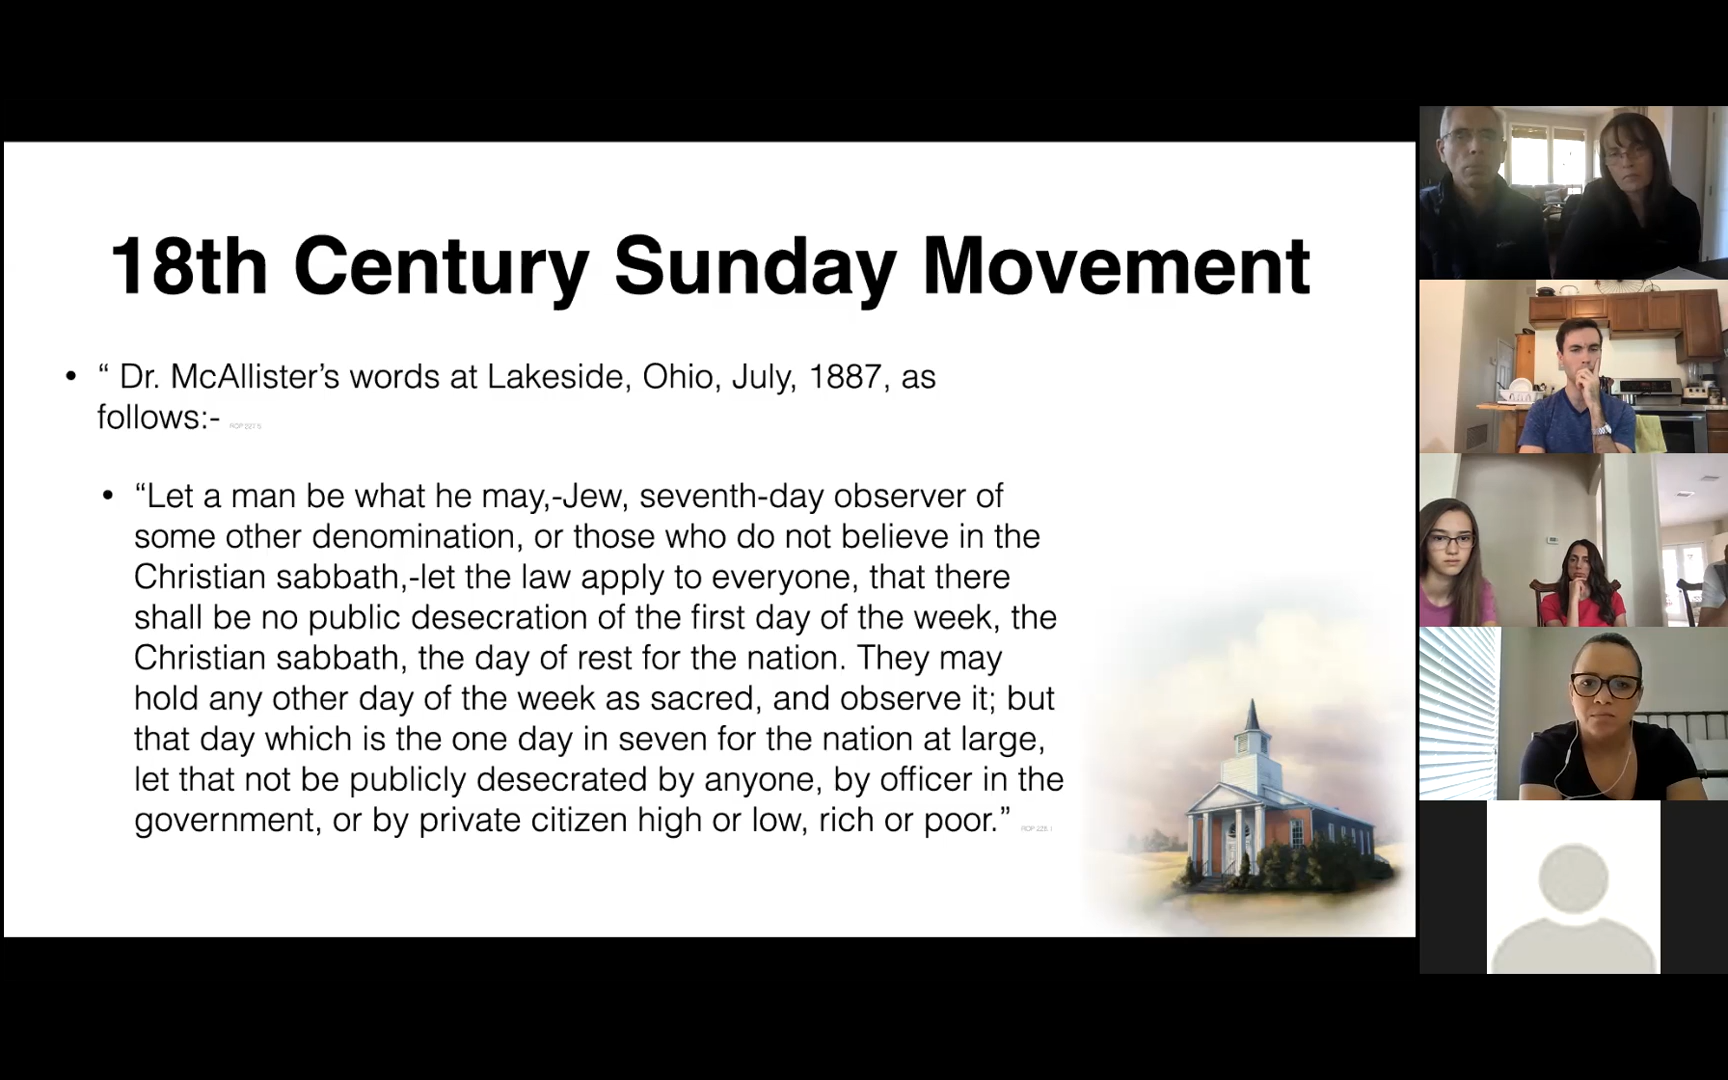 18th Century Sunday Movement
• “ Dr. McAllister’s words at Lakeside, Ohio, July, 1887, as
follows:- ROP 227.5
• “Let a man be what he may,-Jew, seventh-day observer of
some other denomination, or those who do not believe in the
Christian sabbath,-let the law apply to everyone, that there
shall be no public desecration of the first day of the week, the
Christian sabbath, the day of rest for the nation. They may
hold any other day of the week as sacred, and observe it; but
that day which is the one day in seven for the nation at large,
let that not be publicly desecrated by anyone, by officer in the
government, or by private citizen high or low, rich or poor.”